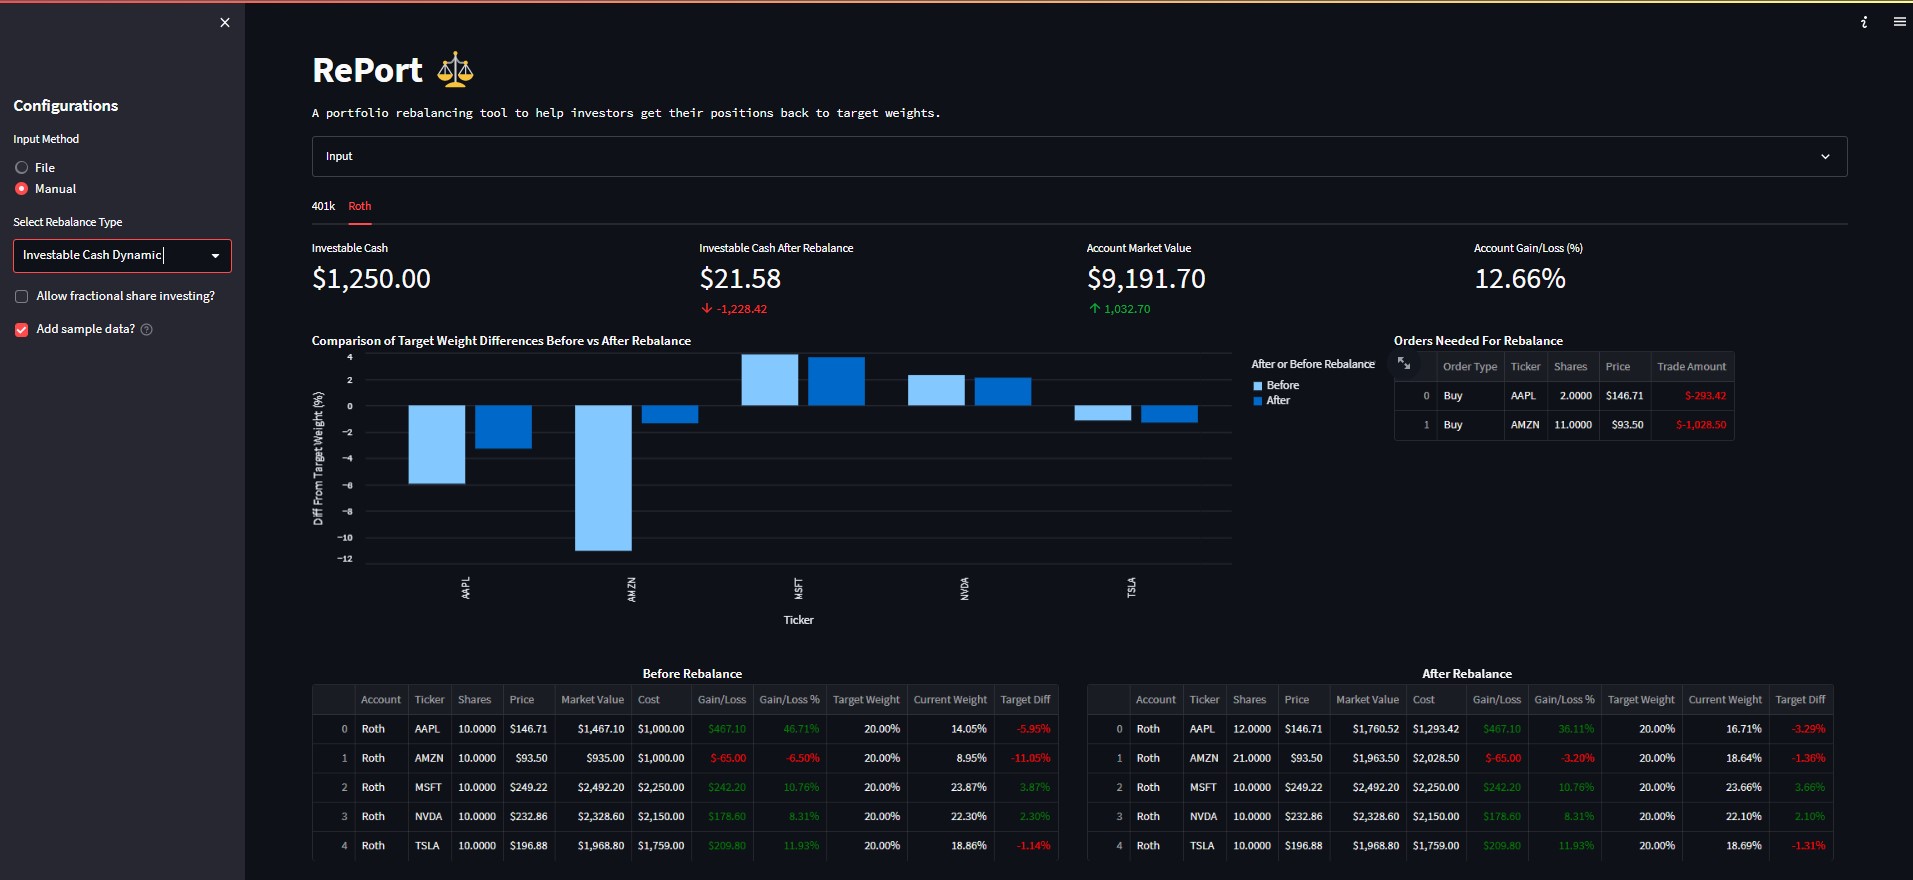 Configurations
Input Method
File
Manual
Select Rebalance Type
Investable Cash Dynamic
Allow fractional share investing?
Add sample data?
RePort
A portfolio rebalancing tool to help investors get their positions back to target weights.
Input
401k Roth
Investable Cash
$1,250.00
Investable Cash After Rebalance
$21.58
-1,228.42
Account Market Value
$9,191.70
1,032.70
Account Gain/Loss (%)
12.66%
Comparison of Target Weight Differences Before vs After Rebalance
Diff From Target Weight (%)
4
2
0
−2
−4
−6
−8
−10
−12
AAPL
AMZN
MSFT
NVDA
TSLA
Ticker
After or Before Rebalance
Before
After
Orders Needed For Rebalance
Order Type Ticker Shares Price Trade Amount
0 Buy AAPL 2.0000 $146.71 $-293.42
1 Buy AMZN 11.0000 $93.50 $-1,028.50
Before Rebalance
Account Ticker Shares Price Market Value Cost Gain/Loss Gain/Loss % Target Weight Current Weight Target Diff
0 Roth AAPL 10.0000 $146.71 $1,467.10 $1,000.00 $467.10 46.71% 20.00% 14.05% -5.95%
1 Roth AMZN 10.0000 $93.50 $935.00 $1,000.00 $-65.00 -6.50% 20.00% 8.95% -11.05%
2 Roth MSFT 10.0000 $249.22 $2,492.20 $2,250.00 $242.20 10.76% 20.00% 23.87% 3.87%
3 Roth NVDA 10.0000 $232.86 $2,328.60 $2,150.00 $178.60 8.31% 20.00% 22.30% 2.30%
4 Roth TSLA 10.0000 $196.88 $1,968.80 $1,759.00 $209.80 11.93% 20.00% 18.86% -1.14%
After Rebalance
Account Ticker Shares Price Market Value Cost Gain/Loss Gain/Loss % Target Weight Current Weight Target Diff
0 Roth AAPL 12.0000 $146.71 $1,760.52 $1,293.42 $467.10 36.11% 20.00% 16.71% -3.29%
1 Roth AMZN 21.0000 $93.50 $1,963.50 $2,028.50 $-65.00 -3.20% 20.00% 18.64% -1.36%
2 Roth MSFT 10.0000 $249.22 $2,492.20 $2,250.00 $242.20 10.76% 20.00% 23.66% 3.66%
3 Roth NVDA 10.0000 $232.86 $2,328.60 $2,150.00 $178.60 8.31% 20.00% 22.10% 2.10%
4 Roth TSLA 10.0000 $196.88 $1,968.80 $1,759.00 $209.80 11.93% 20.00% 18.69% -1.31%